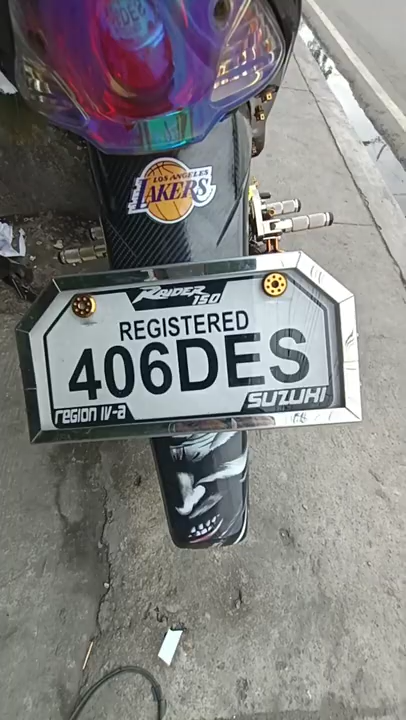 LOS ANGELES
LAKERS
RAIDER 150
REGISTERED
406DES
REGION IV-A
SUZUKI